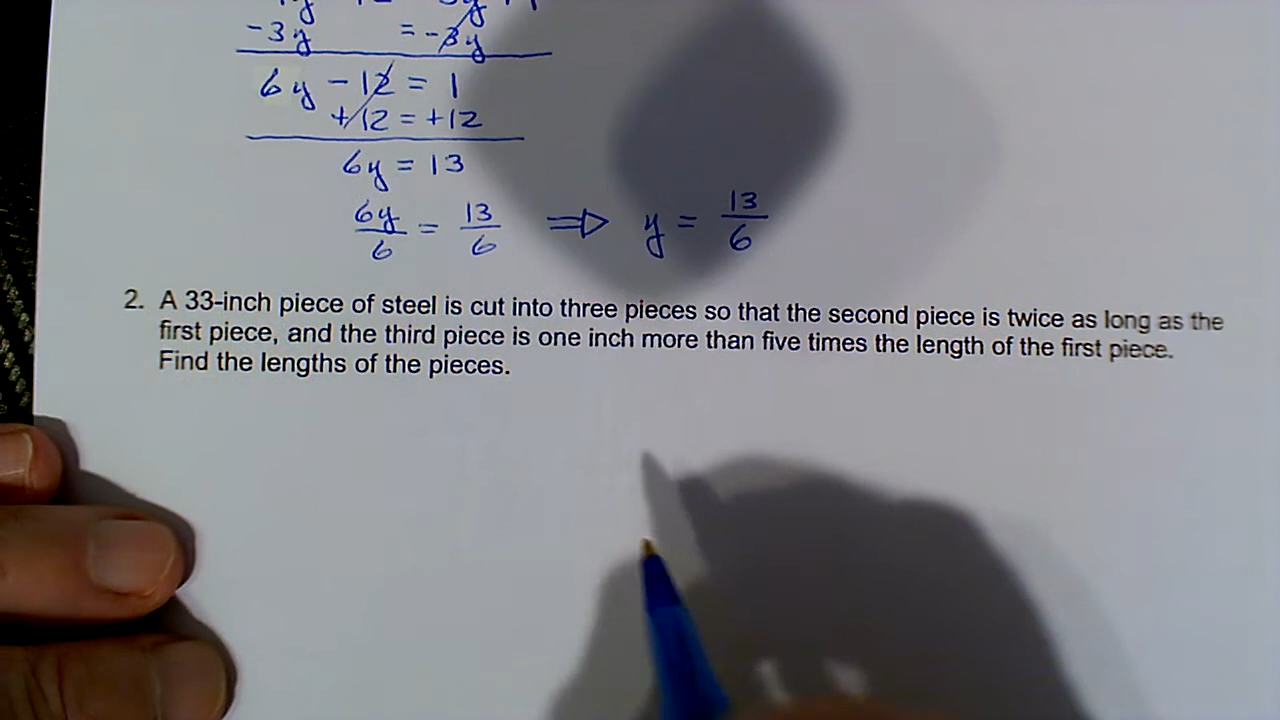 -3y = -3y
6y - 12 = 1
+12 = +12
6y = 13
6y/6 = 13/6 ⇒ y = 13/6
2. A 33-inch piece of steel is cut into three pieces so that the second piece is twice as long as the
first piece, and the third piece is one inch more than five times the length of the first piece.
Find the lengths of the pieces.